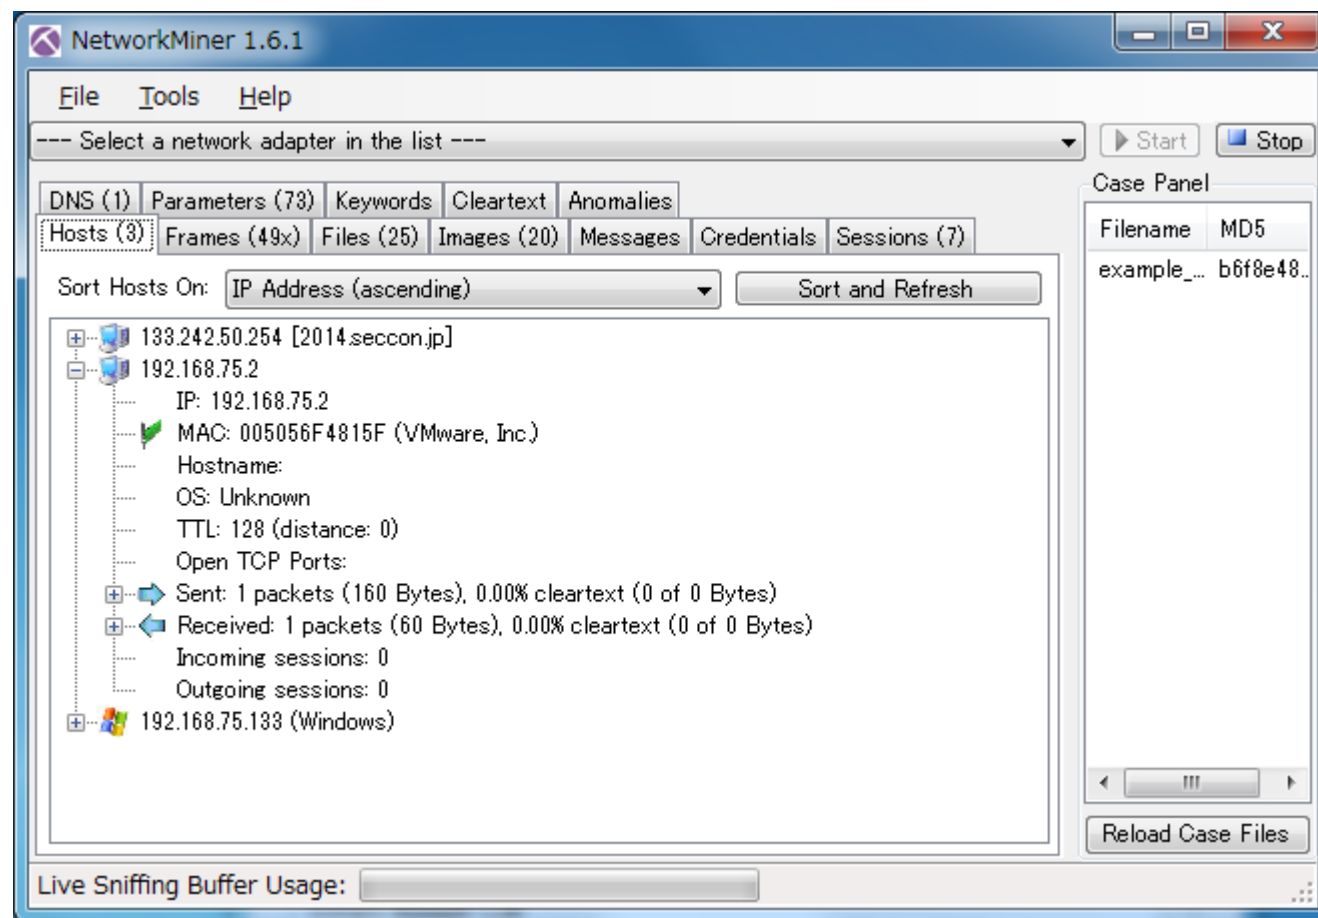 NetworkMiner 1.6.1
File Tools Help
--- Select a network adapter in the list ---
Start Stop
DNS (1) Parameters (73) Keywords Cleartext Anomalies
Hosts (3) Frames (49x) Files (25) Images (20) Messages Credentials Sessions (7)
Sort Hosts On: IP Address (ascending) Sort and Refresh
133.242.50.254 [2014.seccon.jp]
192.168.75.2
IP: 192.168.75.2
MAC: 005056F4815F (VMware, Inc.)
Hostname:
OS: Unknown
TTL: 128 (distance: 0)
Open TCP Ports:
Sent: 1 packets (160 Bytes), 0.00% cleartext (0 of 0 Bytes)
Received: 1 packets (60 Bytes), 0.00% cleartext (0 of 0 Bytes)
Incoming sessions: 0
Outgoing sessions: 0
192.168.75.133 (Windows)
Case Panel
Filename MD5
example_... b6f8e48..
Reload Case Files
Live Sniffing Buffer Usage: